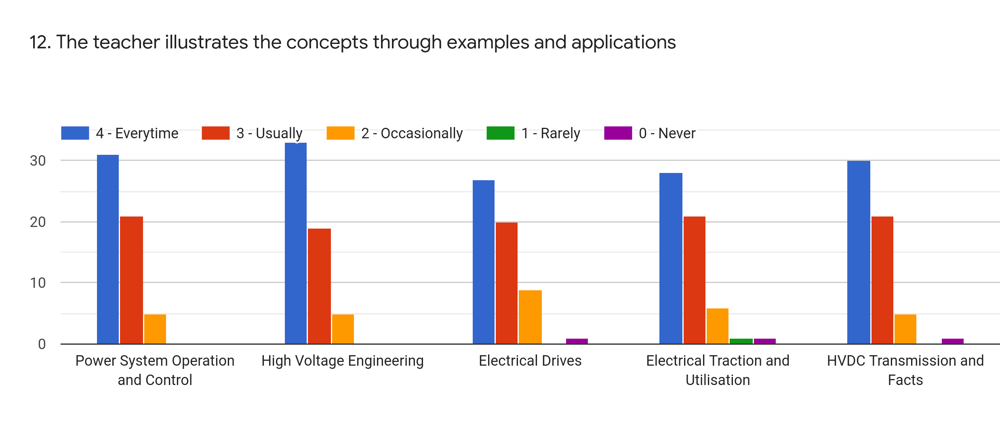 12. The teacher illustrates the concepts through examples and applications
4 - Everytime
3 - Usually
2 - Occasionally
1 - Rarely
0 - Never
30
20
10
0
Power System Operation
and Control
High Voltage Engineering
Electrical Drives
Electrical Traction and
Utilisation
HVDC Transmission and
Facts